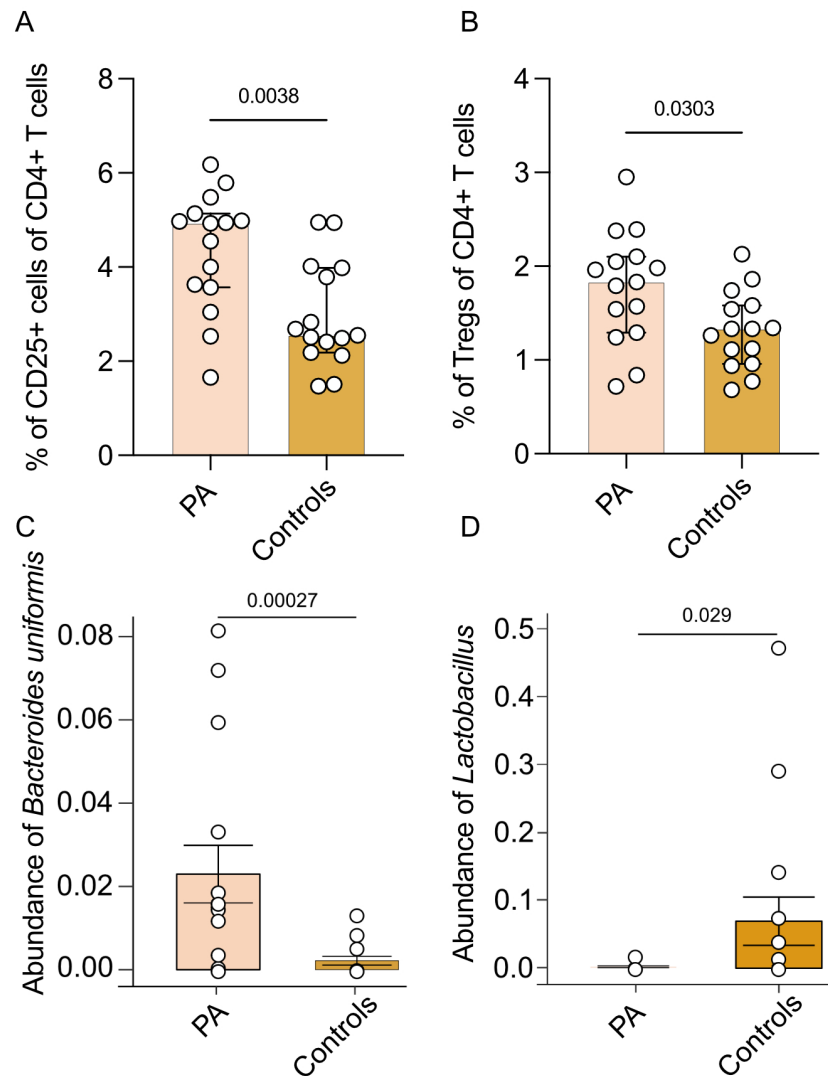 A
% of CD25+ cells of CD4+ T cells
8
6
4
2
0
0.0038
PA
Controls
B
% of Tregs of CD4+ T cells
4
3
2
1
0
0.0303
PA
Controls
C
Abundance of Bacteroides uniformis
0.08
0.06
0.04
0.02
0.00
0.00027
PA
Controls
D
Abundance of Lactobacillus
0.5
0.4
0.3
0.2
0.1
0.0
0.029
PA
Controls